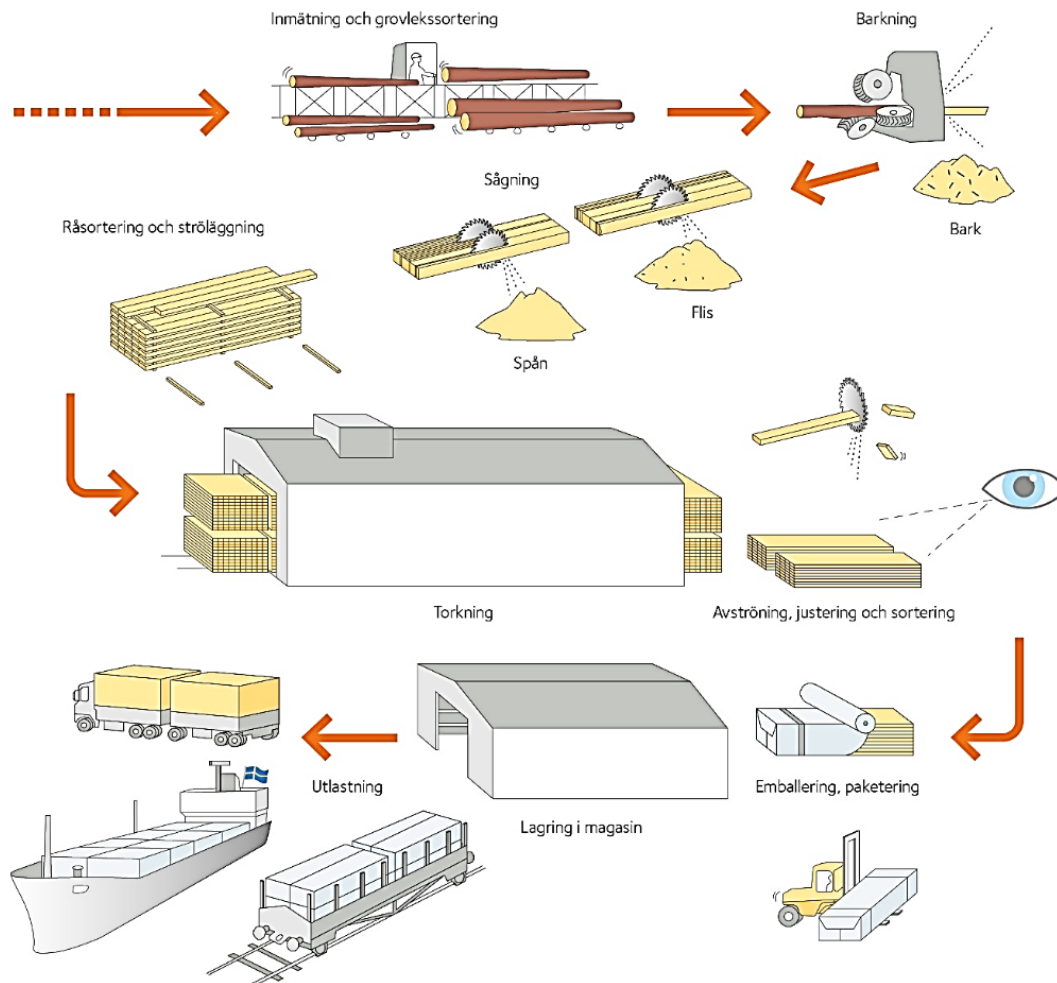 Inmätning och grovlekssortering
Barkning
Sågning
Bark
Råsortering och ströläggning
Flis
Spån
Torkning
Avströning, justering och sortering
Emballering, paketering
Utlastning
Lagring i magasin